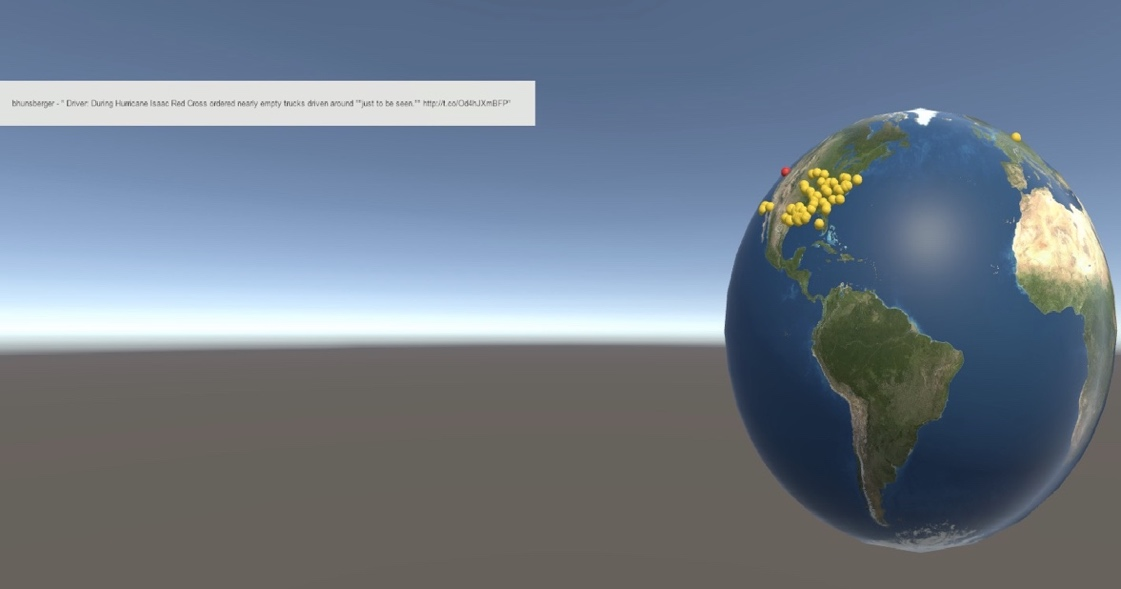 bhunsberger - " Driver: During Hurricane Isaac Red Cross ordered nearly empty trucks driven around ""just to be seen."" http://t.co/Od4hJXmBFP"